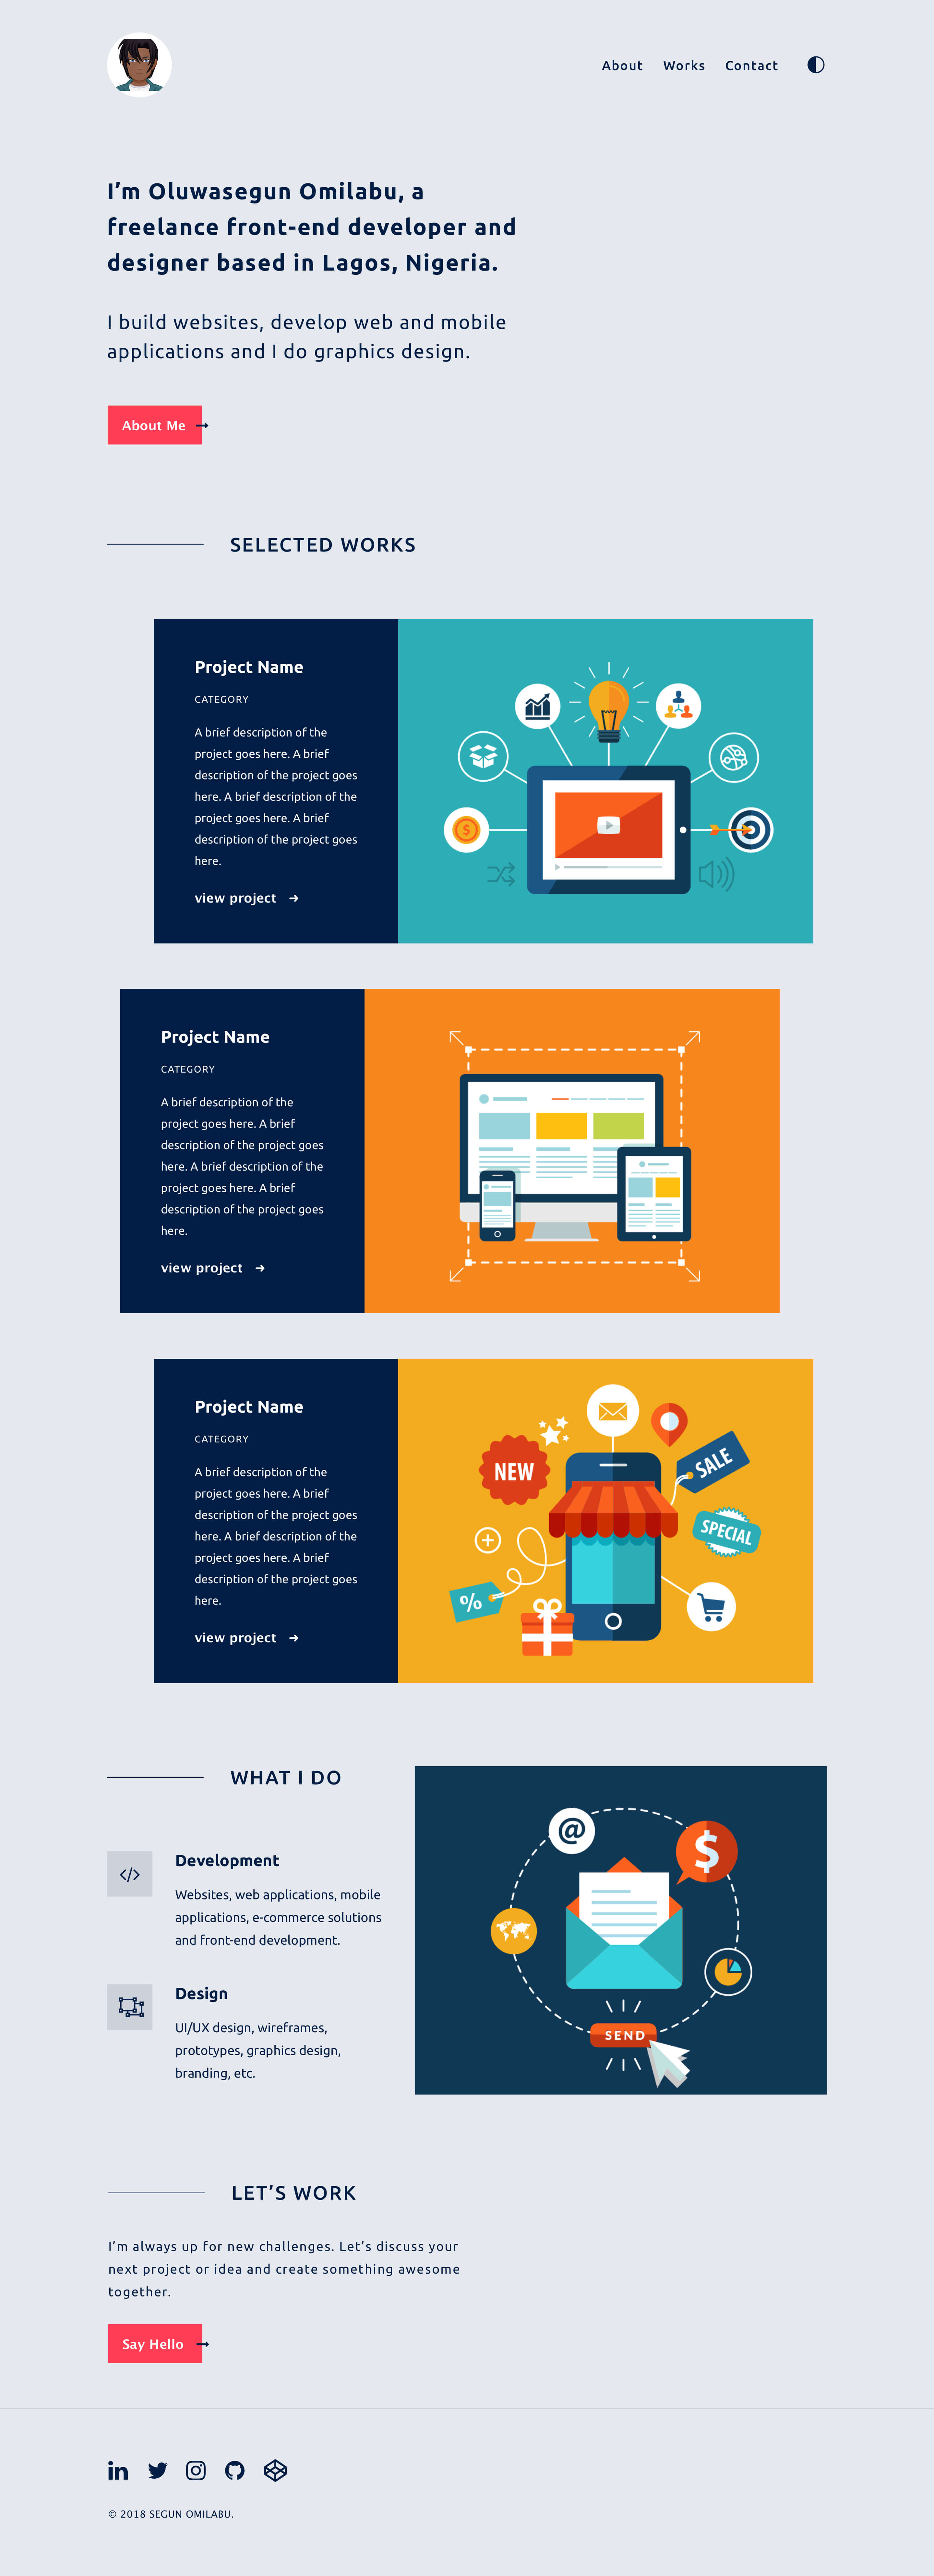 About Works Contact
I’m Oluwasegun Omilabu, a
freelance front-end developer and
designer based in Lagos, Nigeria.
I build websites, develop web and mobile
applications and I do graphics design.
About Me
SELECTED WORKS
Project Name
CATEGORY
A brief description of the
project goes here. A brief
description of the project goes
here. A brief description of the
project goes here. A brief
description of the project goes
here.
view project
$
Project Name
CATEGORY
A brief description of the
project goes here. A brief
description of the project goes
here. A brief description of the
project goes here. A brief
description of the project goes
here.
view project
Project Name
CATEGORY
A brief description of the
project goes here. A brief
description of the project goes
here. A brief description of the
project goes here. A brief
description of the project goes
here.
view project
NEW
SALE
SPECIAL
%
WHAT I DO
Development
Websites, web applications, mobile
applications, e-commerce solutions
and front-end development.
Design
UI/UX design, wireframes,
prototypes, graphics design,
branding, etc.
@
$
SEND
LET’S WORK
I’m always up for new challenges. Let’s discuss your
next project or idea and create something awesome
together.
Say Hello
in
© 2018 SEGUN OMILABU.